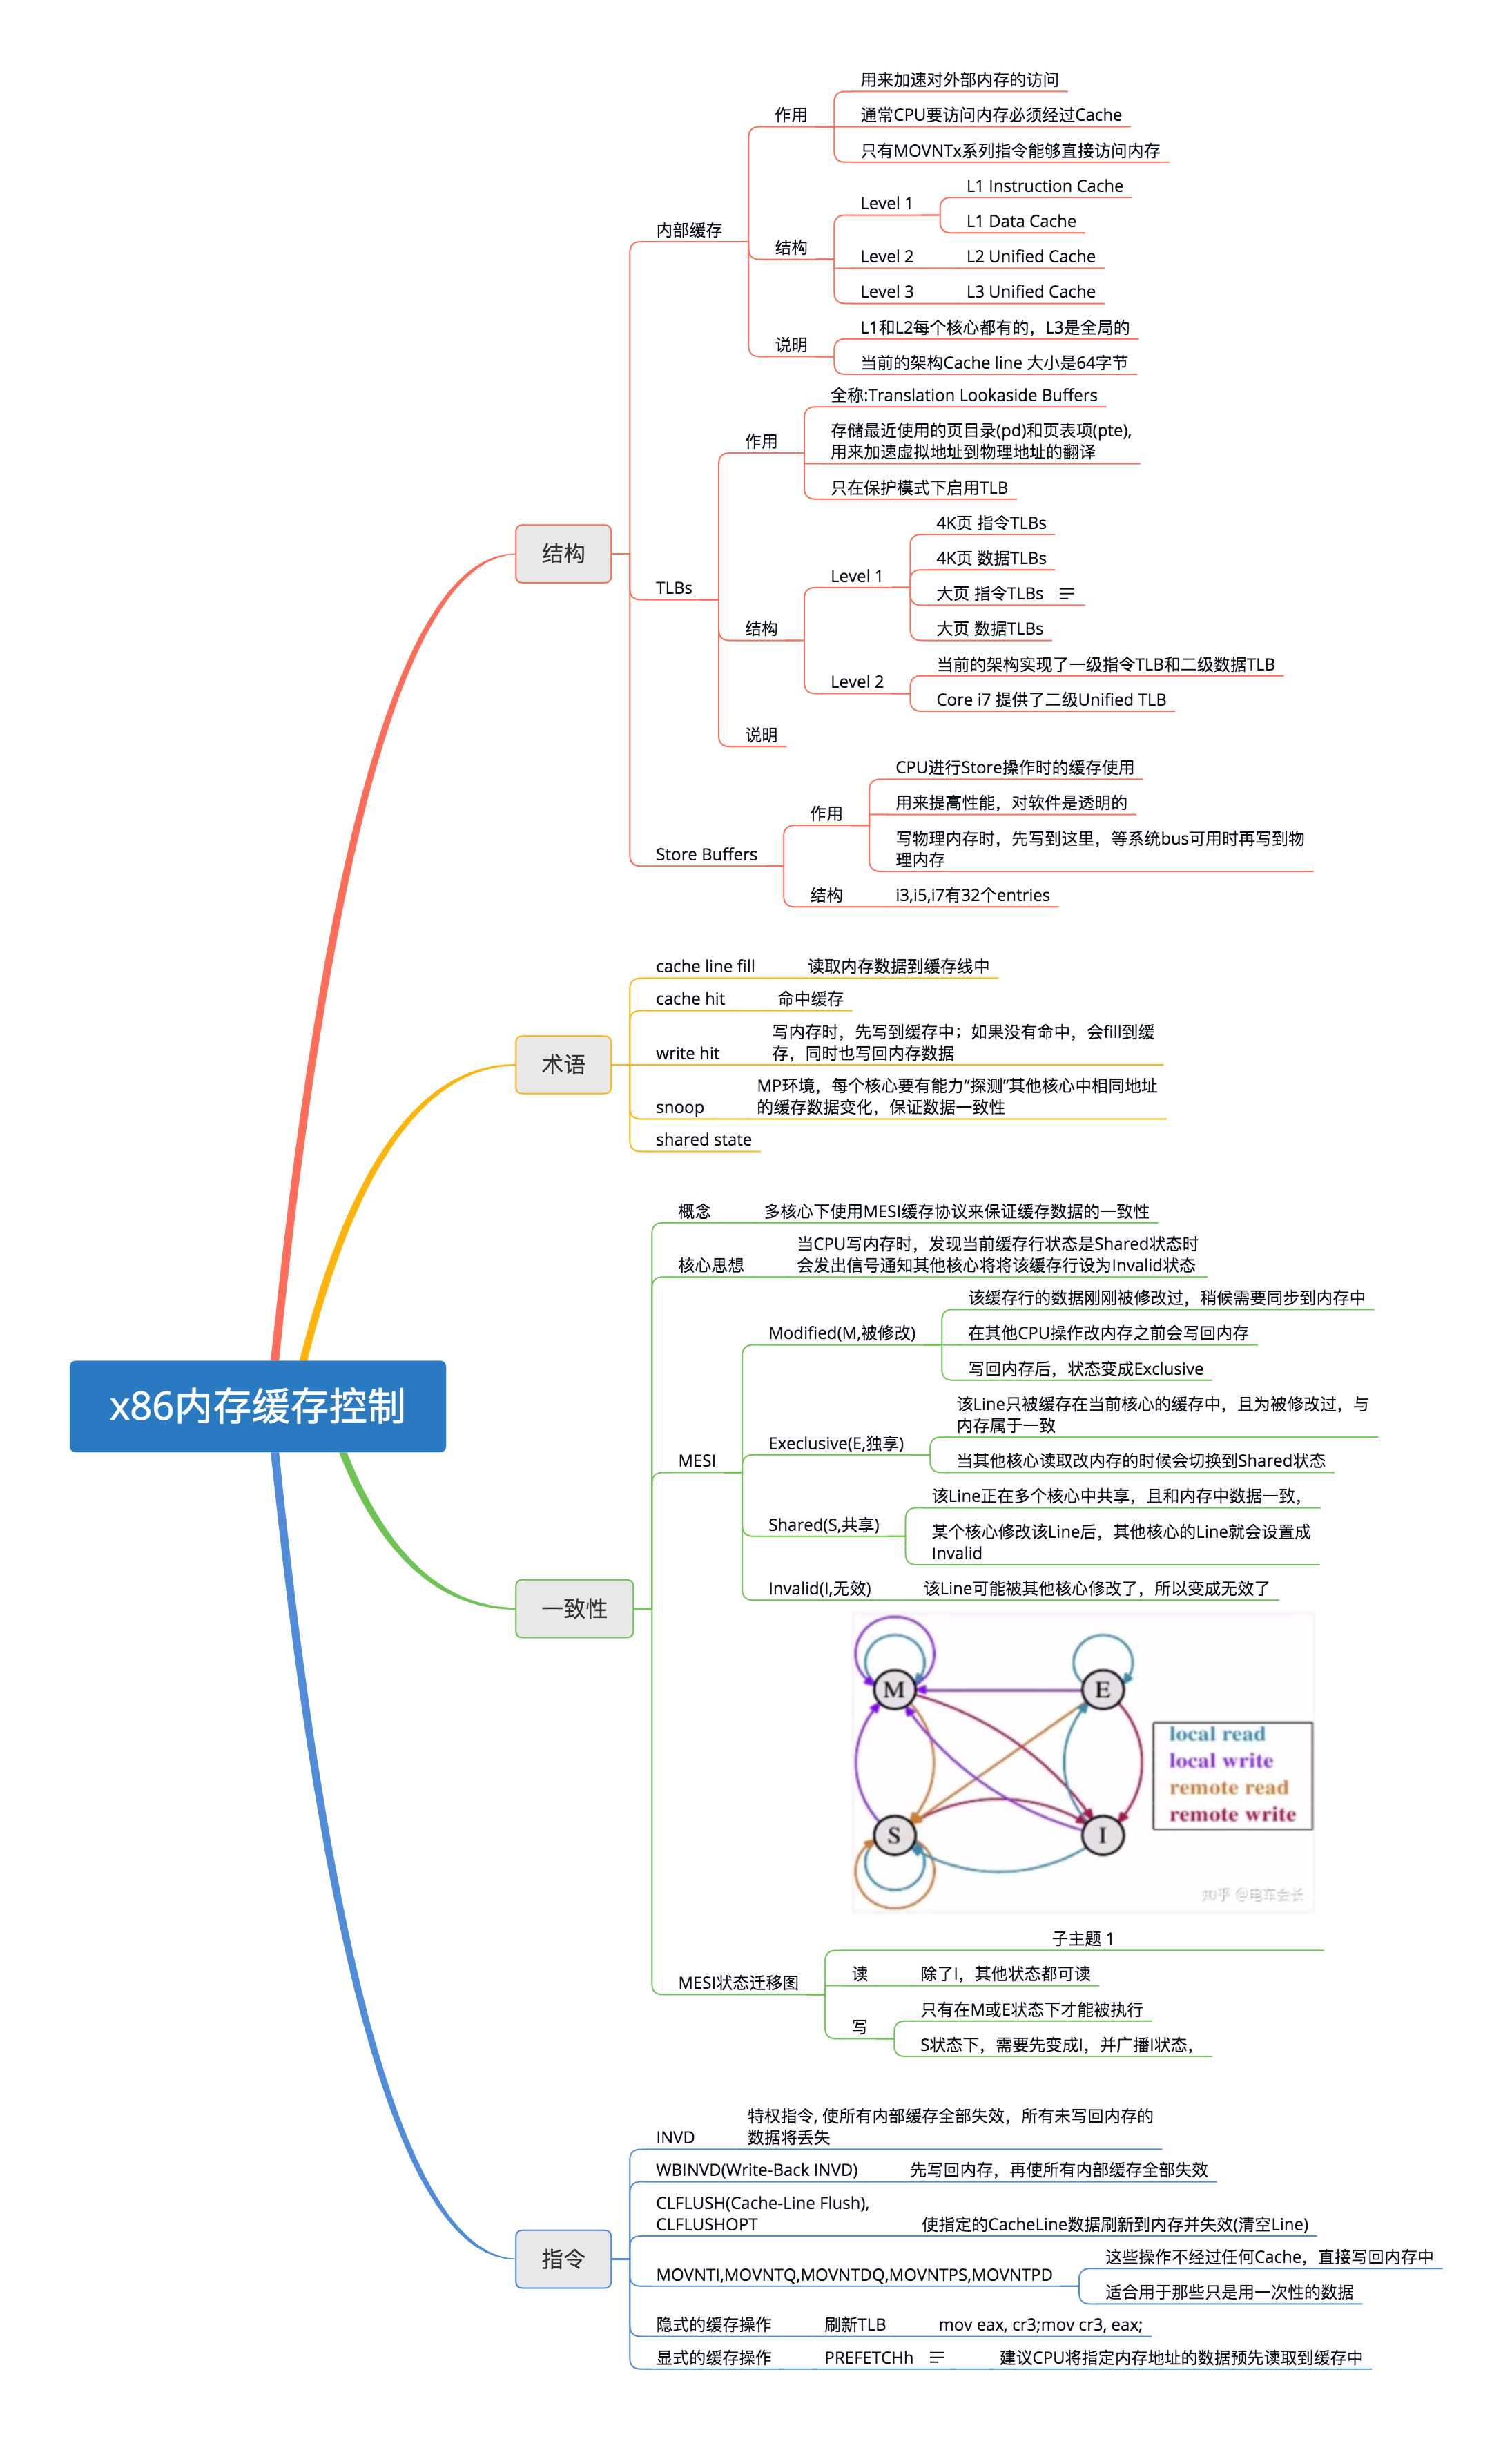 x86内存缓存控制
结构
内部缓存
作用
用来加速对外部内存的访问
通常CPU要访问内存必须经过Cache
只有MOVNTx系列指令能够直接访问内存
结构
Level 1
L1 Instruction Cache
L1 Data Cache
Level 2
L2 Unified Cache
Level 3
L3 Unified Cache
说明
L1和L2每个核心都有的，L3是全局的
当前的架构Cache line 大小是64字节
TLBs
作用
全称:Translation Lookaside Buffers
存储最近使用的页目录(pd)和页表项(pte),
用来加速虚拟地址到物理地址的翻译
只在保护模式下启用TLB
结构
Level 1
4K页 指令TLBs
4K页 数据TLBs
大页 指令TLBs
大页 数据TLBs
Level 2
当前的架构实现了一级指令TLB和二级数据TLB
Core i7 提供了二级Unified TLB
说明
Store Buffers
作用
CPU进行Store操作时的缓存使用
用来提高性能，对软件是透明的
写物理内存时，先写到这里，等系统bus可用时再写到物
理内存
结构
i3,i5,i7有32个entries
术语
cache line fill
读取内存数据到缓存线中
cache hit
命中缓存
write hit
写内存时，先写到缓存中；如果没有命中，会fill到缓
存，同时也写回内存数据
snoop
MP环境，每个核心要有能力“探测”其他核心中相同地址
的缓存数据变化，保证数据一致性
shared state
一致性
概念
多核心下使用MESI缓存协议来保证缓存数据的一致性
核心思想
当CPU写内存时，发现当前缓存行状态是Shared状态时
会发出信号通知其他核心将将该缓存行设为Invalid状态
MESI
Modified(M,被修改)
该缓存行的数据刚刚被修改过，稍候需要同步到内存中
在其他CPU操作改内存之前会写回内存
写回内存后，状态变成Exclusive
Execlusive(E,独享)
该Line只被缓存在当前核心的缓存中，且为被修改过，与
内存属于一致
当其他核心读取改内存的时候会切换到Shared状态
Shared(S,共享)
该Line正在多个核心中共享，且和内存中数据一致，
某个核心修改该Line后，其他核心的Line就会设置成
Invalid
Invalid(I,无效)
该Line可能被其他核心修改了，所以变成无效了
MESI状态迁移图
M
E
S
I
local read
local write
remote read
remote write
知乎 @电车会长
子主题 1
读
除了I，其他状态都可读
写
只有在M或E状态下才能被执行
S状态下，需要先变成I，并广播I状态，
指令
INVD
特权指令, 使所有内部缓存全部失效，所有未写回内存的
数据将丢失
WBINVD(Write-Back INVD)
先写回内存，再使所有内部缓存全部失效
CLFLUSH(Cache-Line Flush),
CLFLUSHOPT
使指定的CacheLine数据刷新到内存并失效(清空Line)
MOVNTI,MOVNTQ,MOVNTDQ,MOVNTPS,MOVNTPD
这些操作不经过任何Cache，直接写回内存中
适合用于那些只是用一次性的数据
隐式的缓存操作
刷新TLB
mov eax, cr3;mov cr3, eax;
显式的缓存操作
PREFETCHh
建议CPU将指定内存地址的数据预先读取到缓存中